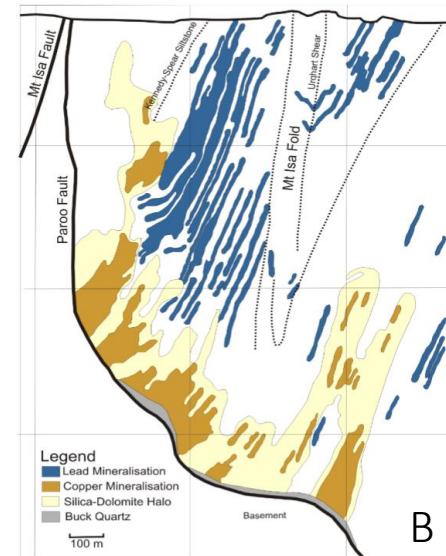 Mt Isa Fault
Paroo Fault
Kennedy-Spear Siltstone
Mt Isa Fold
Urqhart Shear
Legend
Lead Mineralisation
Copper Mineralisation
Silica-Dolomite Halo
Buck Quartz
100 m
Basement
B